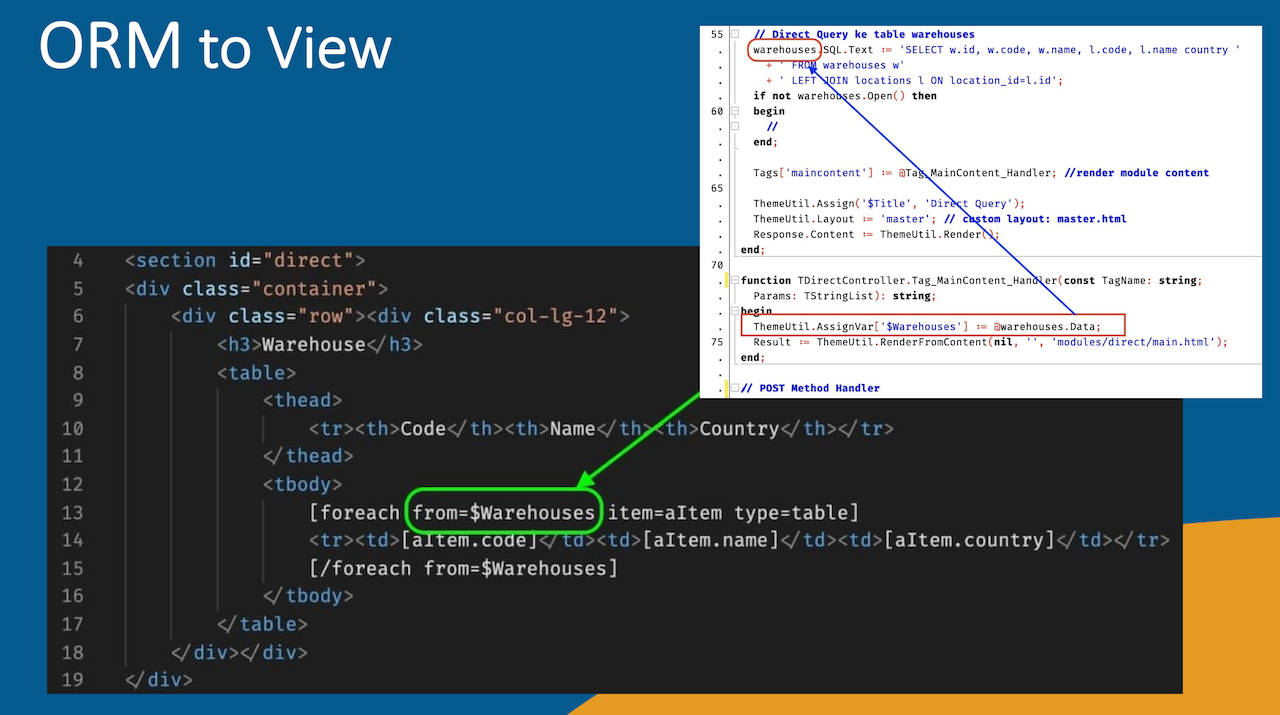 ORM to View
55 // Direct Query ke table warehouses
warehouses.SQL.Text := 'SELECT w.id, w.code, w.name, l.code, l.name country '
+ ' FROM warehouses w'
+ ' LEFT JOIN locations l ON location_id=l.id';
if not warehouses.Open() then
60 begin
//
end;
Tags['maincontent'] := @Tag_MainContent_Handler; //render module content
65
ThemeUtil.Assign('$Title', 'Direct Query');
ThemeUtil.Layout := 'master'; // custom layout: master.html
Response.Content := ThemeUtil.Render();
end;
70
function TDirectController.Tag_MainContent_Handler(const TagName: string;
Params: TStringList): string;
begin
ThemeUtil.AssignVar['$Warehouses'] := @warehouses.Data;
75 Result := ThemeUtil.RenderFromContent(nil, '', 'modules/direct/main.html');
end;
// POST Method Handler
4 <section id="direct">
5 <div class="container">
6 <div class="row"><div class="col-lg-12">
7 <h3>Warehouse</h3>
8 <table>
9 <thead>
10 <tr><th>Code</th><th>Name</th><th>Country</th></tr>
11 </thead>
12 <tbody>
13 [foreach from=$Warehouses item=aItem type=table]
14 <tr><td>[aItem.code]</td><td>[aItem.name]</td><td>[aItem.country]</td></tr>
15 [/foreach from=$Warehouses]
16 </tbody>
17 </table>
18 </div></div>
19 </div>